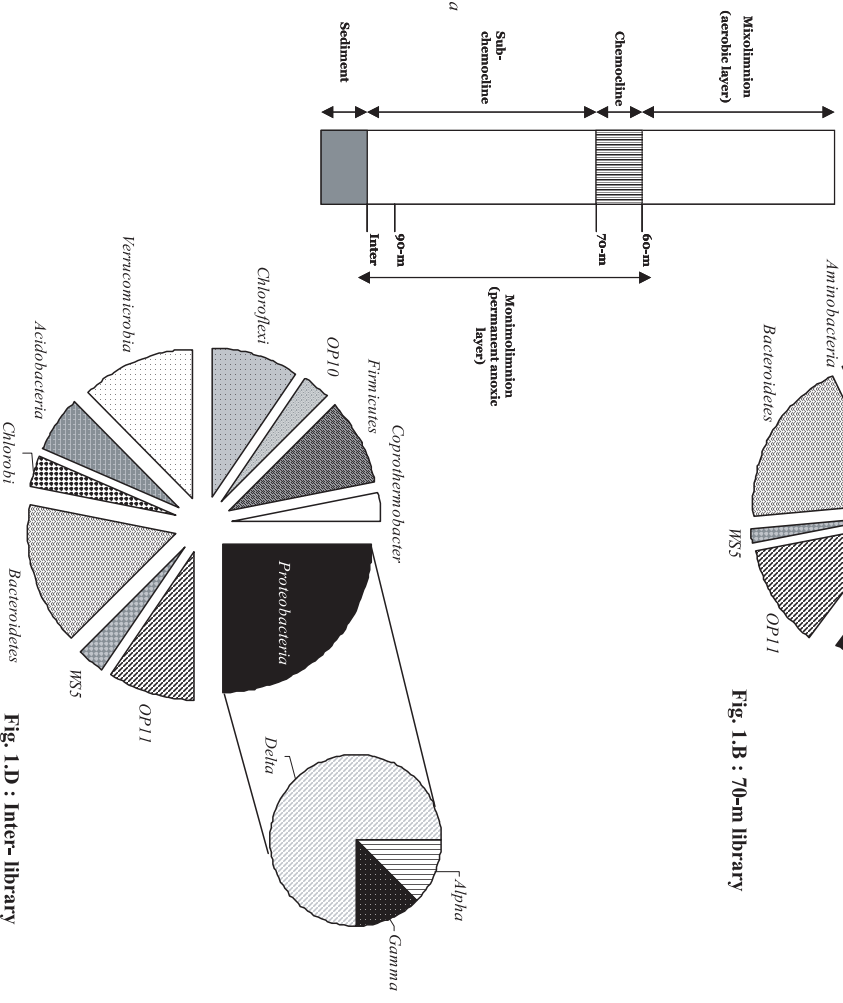 a
Mixolimnion
(aerobic layer)
Chemocline
Sub-
chemocline
Sediment
60-m
70-m
90-m
Inter
Monimolimnion
(permanent anoxic
layer)
Aminobacteria
Bacteroidetes
WS5
OP11
Fig. 1.B : 70-m library
Coprothermobacter
Firmicutes
OP10
Chloroflexi
Verrucomicrobia
Acidobacteria
Chlorobi
Bacteroidetes
WS5
OP11
Proteobacteria
Delta
Alpha
Gamma
Fig. 1.D : Inter- library